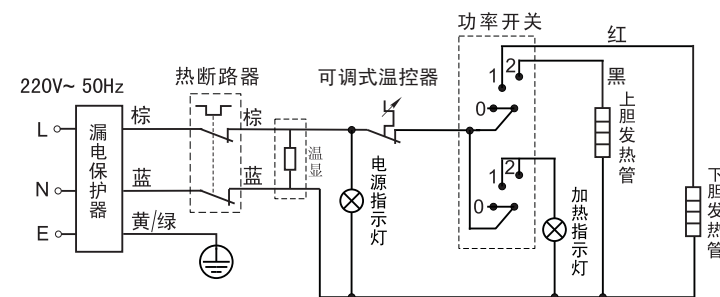 功率开关
红
220V~ 50Hz
热断路器
可调式温控器
1
2
黑
L
棕
棕
0
上胆发热管
漏电保护器
温显
N
蓝
蓝
电源指示灯
1
2
下胆发热管
E
黄/绿
0
加热指示灯